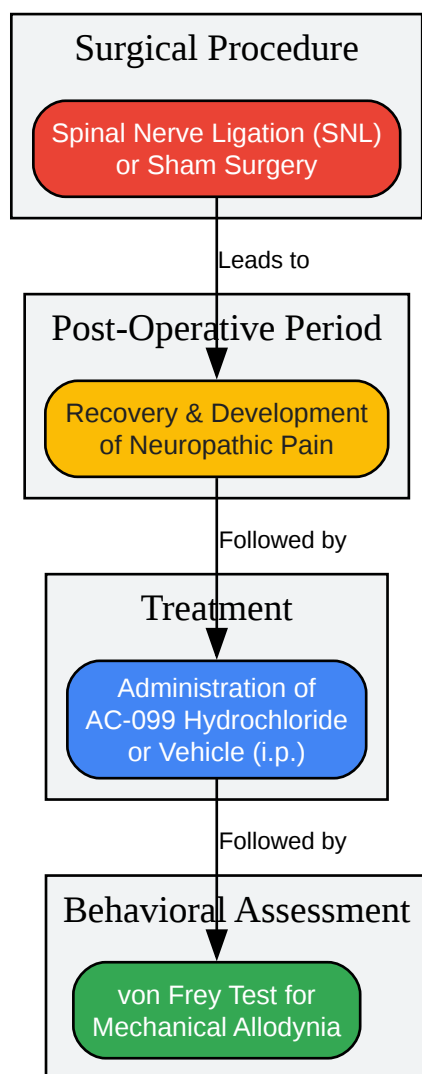 Surgical Procedure
Spinal Nerve Ligation (SNL)
or Sham Surgery
Leads to
Post-Operative Period
Recovery & Development
of Neuropathic Pain
Followed by
Treatment
Administration of
AC-099 Hydrochloride
or Vehicle (i.p.)
Followed by
Behavioral Assessment
von Frey Test for
Mechanical Allodynia